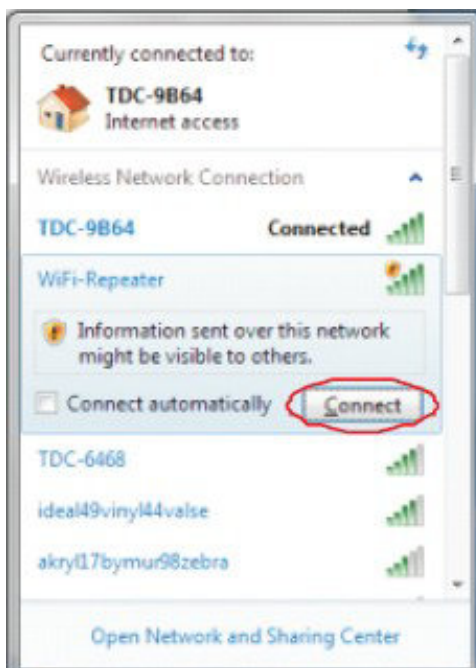 Currently connected to:
TDC-9B64
Internet access
Wireless Network Connection
TDC-9B64 Connected
WiFi-Repeater
Information sent over this network
might be visible to others.
Connect automatically Connect
TDC-6468
ideal49vinyl44valse
akryl17bymur98zebra
Open Network and Sharing Center